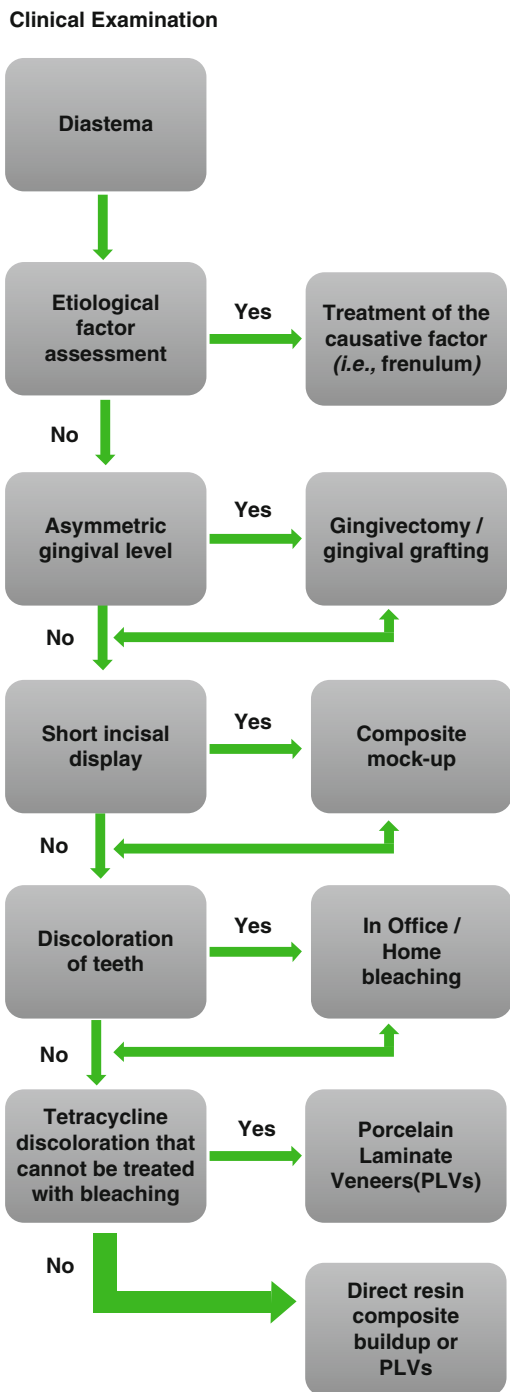 Clinical Examination
Diastema
Etiological
factor
assessment
Yes
Treatment of the
causative factor
(i.e., frenulum)
No
Asymmetric
gingival level
Yes
Gingivectomy /
gingival grafting
No
Short incisal
display
Yes
Composite
mock-up
No
Discoloration
of teeth
Yes
In Office /
Home
bleaching
No
Tetracycline
discoloration that
cannot be treated
with bleaching
Yes
Porcelain
Laminate
Veneers(PLVs)
No
Direct resin
composite
buildup or
PLVs